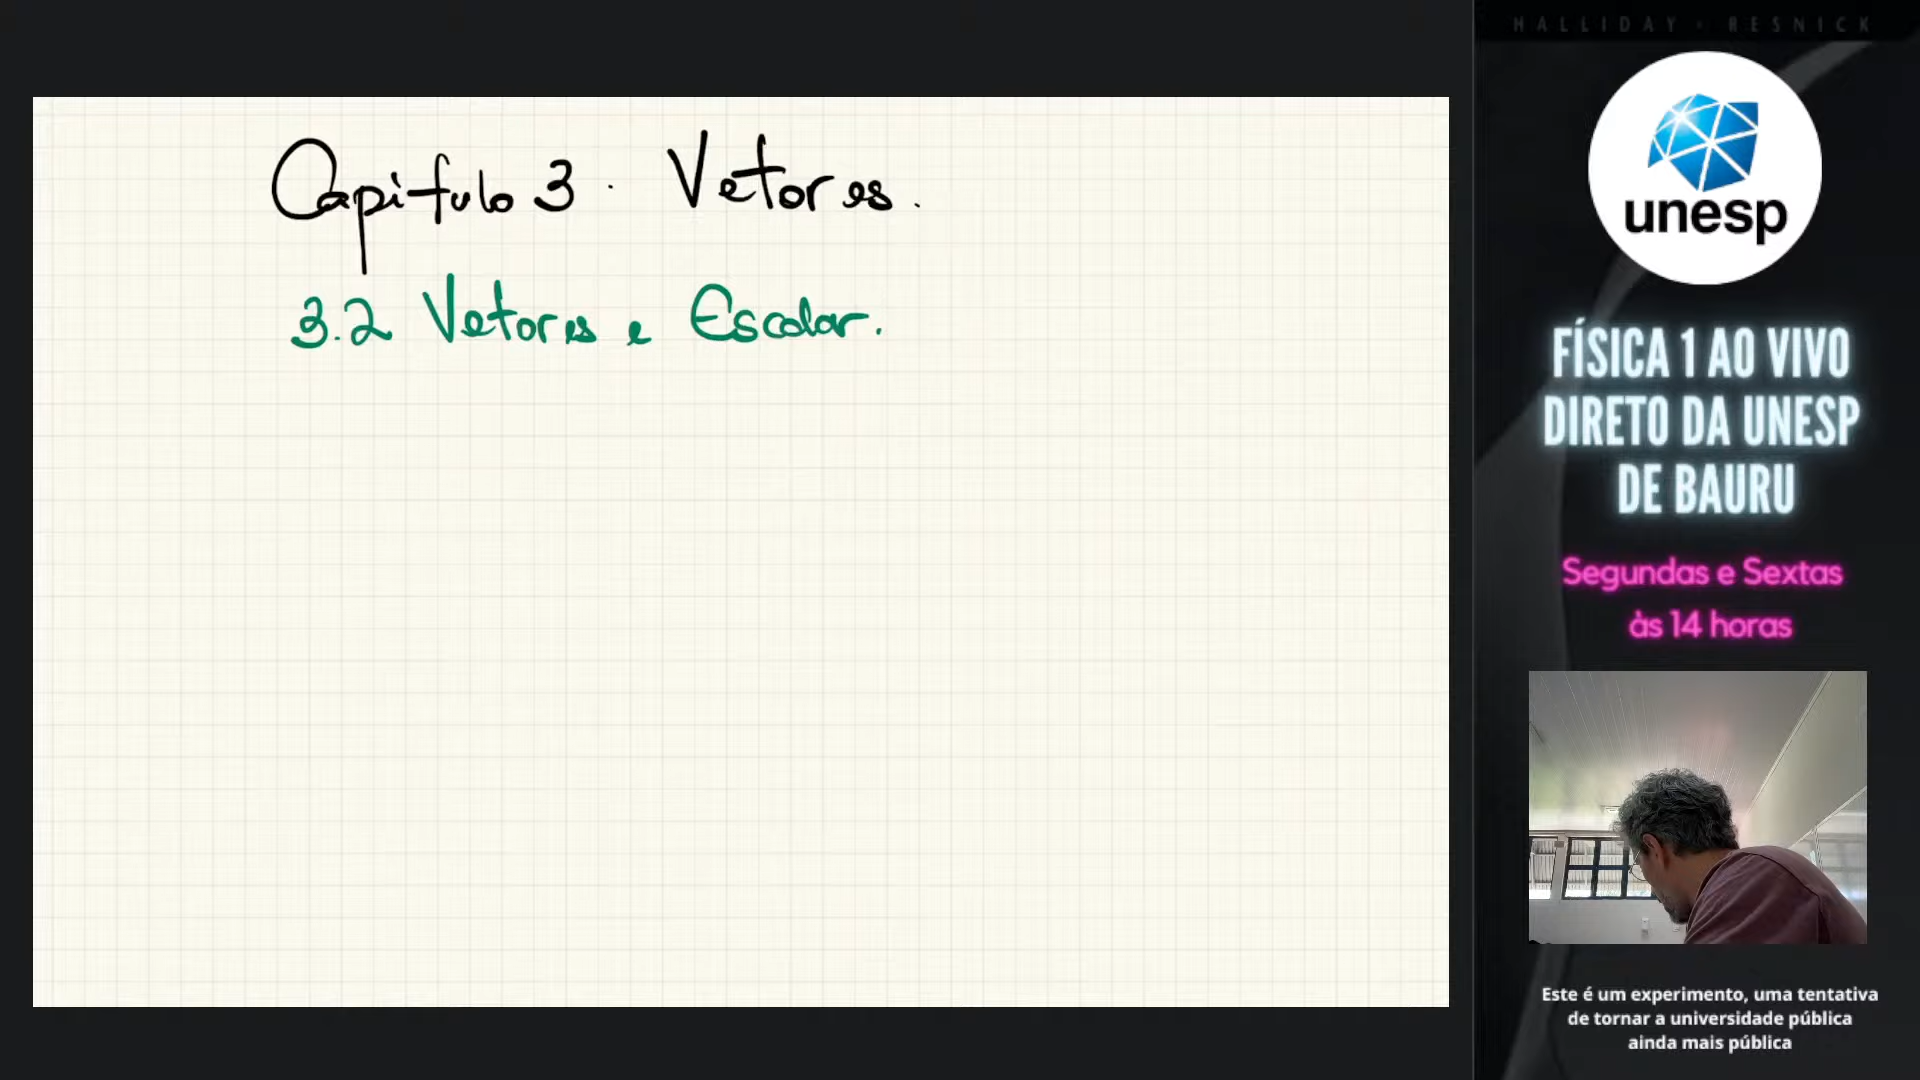 Capítulo 3. Vetores.
3.2 Vetores e Escalar.
HALLIDAY · RESNICK
unesp
FÍSICA 1 AO VIVO
DIRETO DA UNESP
DE BAURU
Segundas e Sextas
às 14 horas
Este é um experimento, uma tentativa
de tornar a universidade pública
ainda mais pública